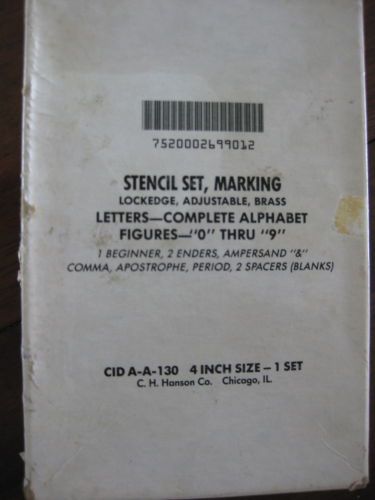 7520002699012
STENCIL SET, MARKING
LOCKEDGE, ADJUSTABLE, BRASS
LETTERS—COMPLETE ALPHABET
FIGURES—"0" THRU "9"
1 BEGINNER, 2 ENDERS, AMPERSAND "&"
COMMA, APOSTROPHE, PERIOD, 2 SPACERS (BLANKS)
CID A-A-130 4 INCH SIZE – 1 SET
C. H. Hanson Co. Chicago, IL.